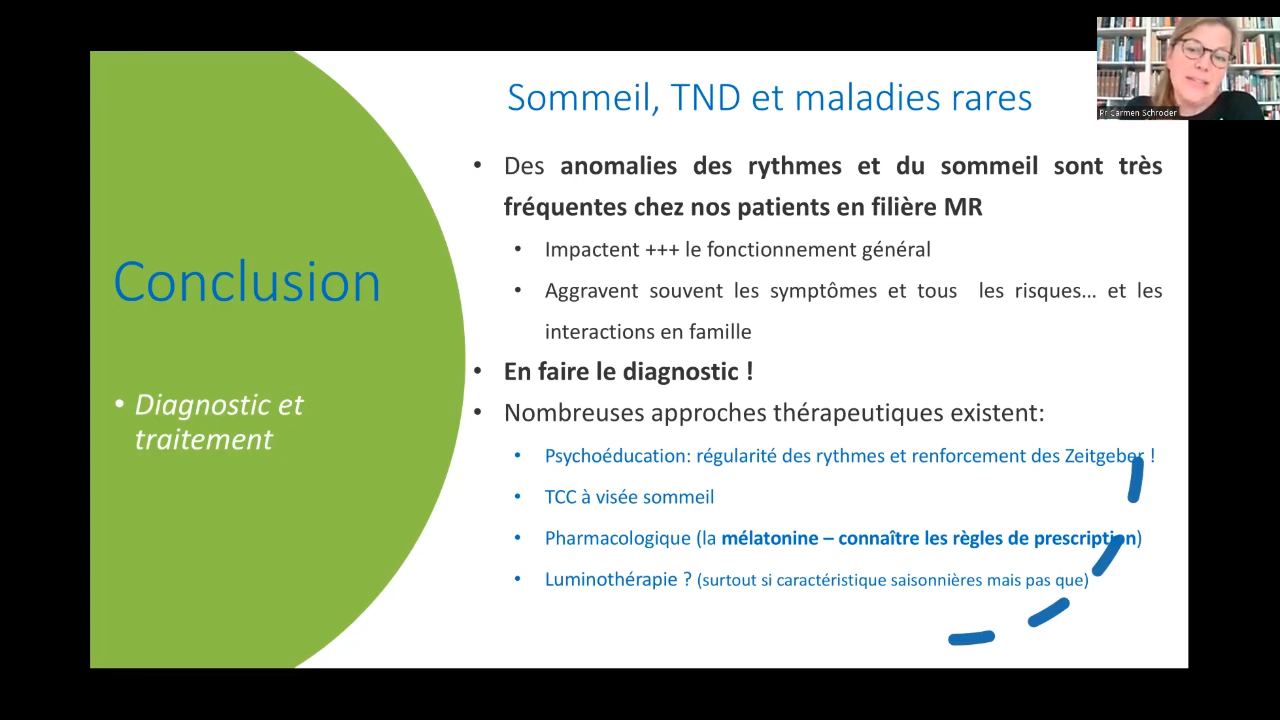 Pr Carmen Schroder
Sommeil, TND et maladies rares
Conclusion
• Diagnostic et
traitement
• Des anomalies des rythmes et du sommeil sont très
fréquentes chez nos patients en filière MR
• Impactent +++ le fonctionnement général
• Aggravent souvent les symptômes et tous les risques… et les
interactions en famille
• En faire le diagnostic !
• Nombreuses approches thérapeutiques existent:
• Psychoéducation: régularité des rythmes et renforcement des Zeitgeber !
• TCC à visée sommeil
• Pharmacologique (la mélatonine – connaître les règles de prescription)
• Luminothérapie ? (surtout si caractéristique saisonnières mais pas que)